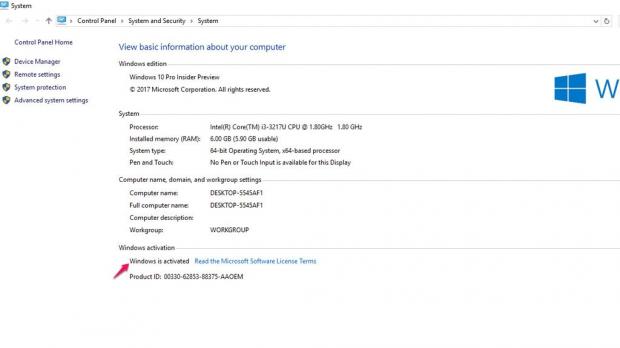 System
Control Panel > System and Security > System
Control Panel Home
Device Manager
Remote settings
System protection
Advanced system settings
View basic information about your computer
Windows edition
Windows 10 Pro Insider Preview
© 2017 Microsoft Corporation. All rights reserved.
W
System
Processor: Intel(R) Core(TM) i3-3217U CPU @ 1.80GHz 1.80 GHz
Installed memory (RAM): 6.00 GB (5.90 GB usable)
System type: 64-bit Operating System, x64-based processor
Pen and Touch: No Pen or Touch Input is available for this Display
Computer name, domain, and workgroup settings
Computer name: DESKTOP-5545AF1
Full computer name: DESKTOP-5545AF1
Computer description:
Workgroup: WORKGROUP
Windows activation
Windows is activated Read the Microsoft Software License Terms
Product ID: 00330-62853-88375-AAOEM